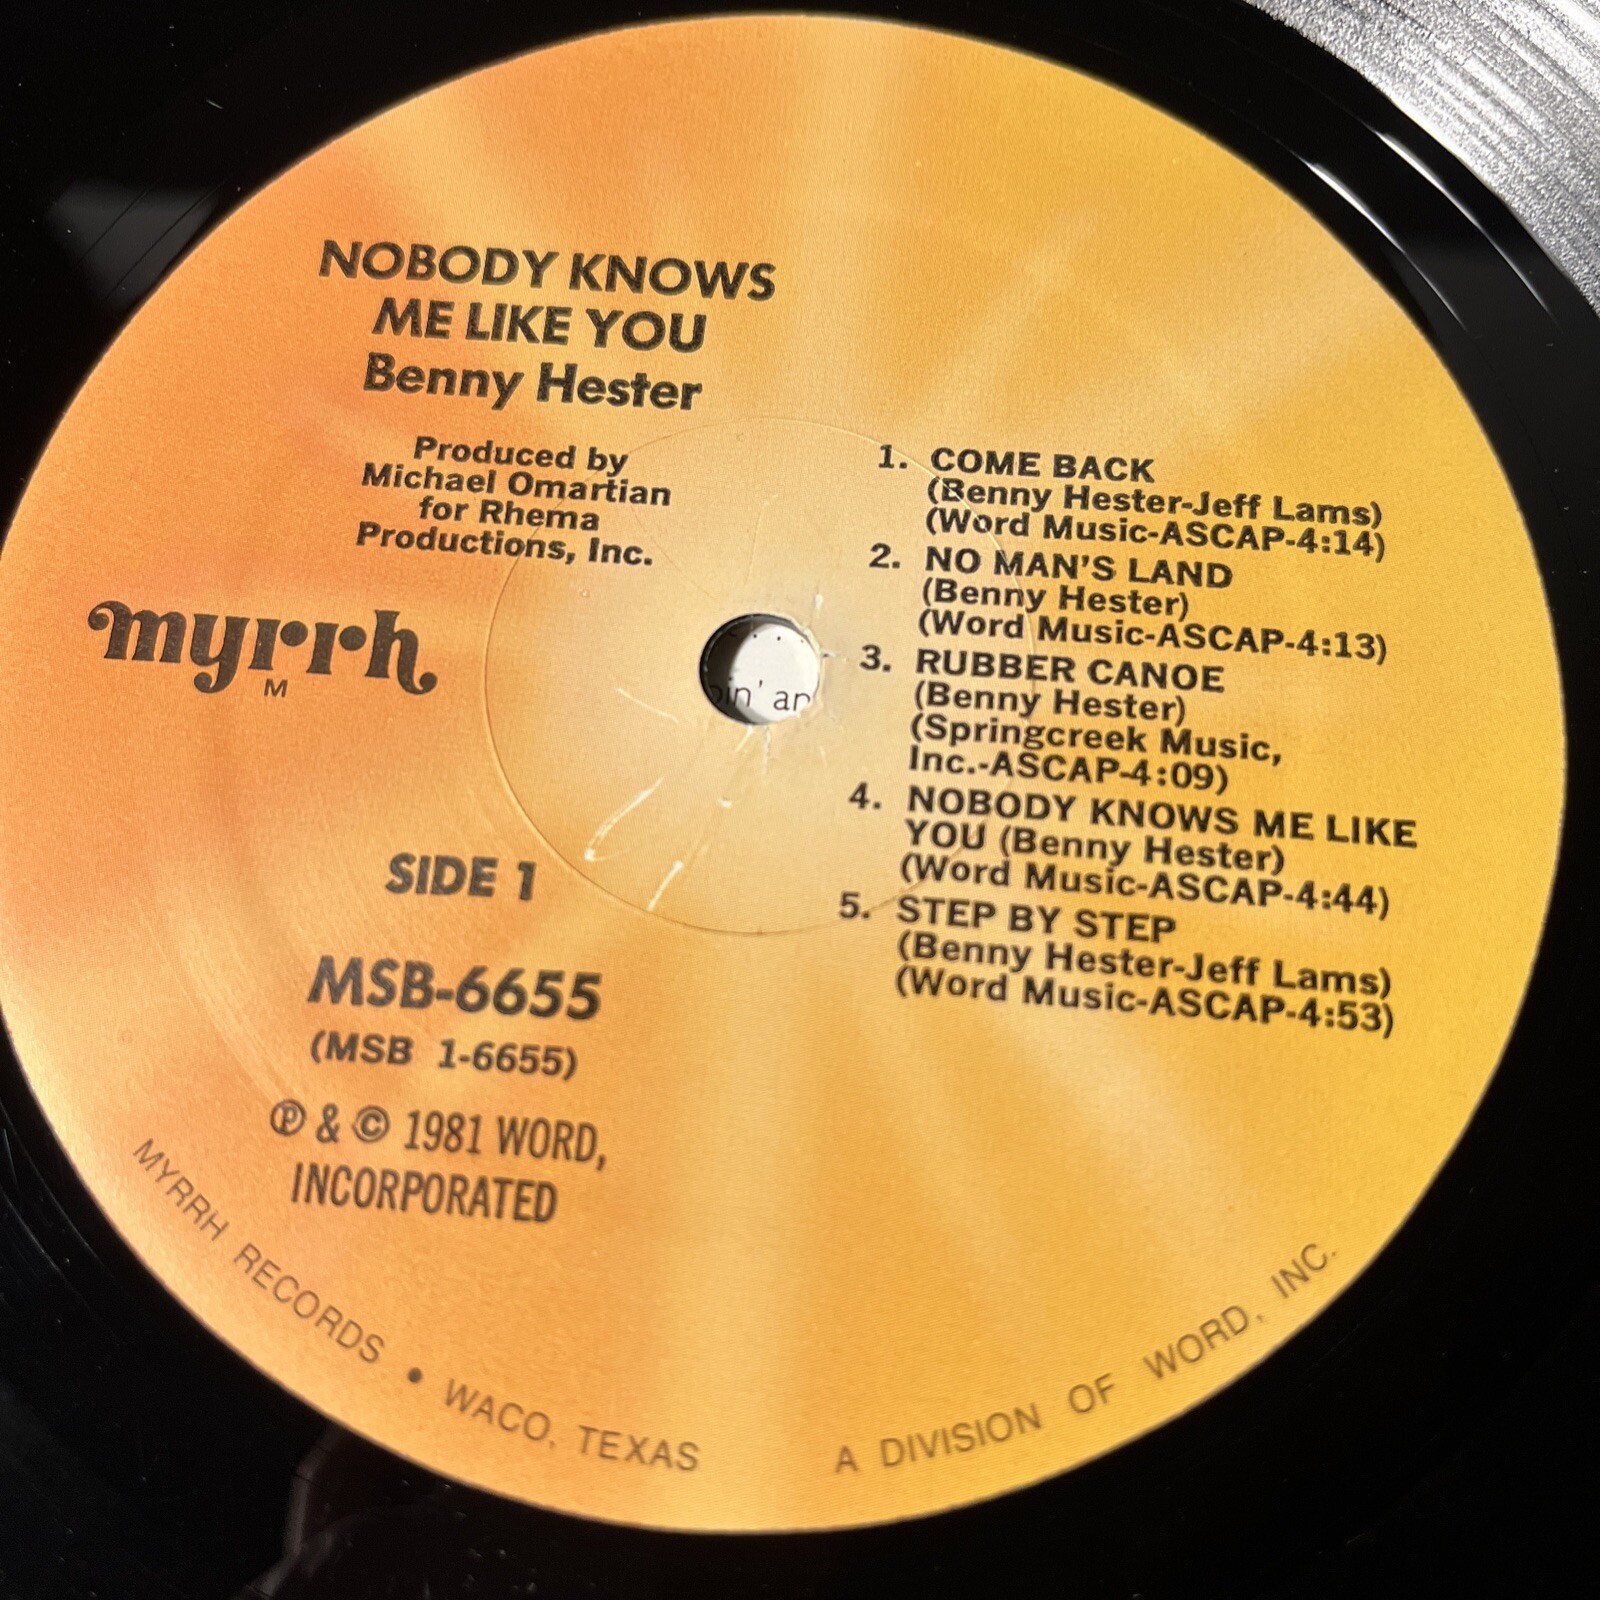 NOBODY KNOWS
ME LIKE YOU
Benny Hester
Produced by
Michael Omartian
for Rhema
Productions, Inc.
myrrh
M
SIDE 1
MSB-6655
(MSB 1-6655)
℗ & © 1981 WORD,
INCORPORATED
1. COME BACK
(Benny Hester-Jeff Lams)
(Word Music-ASCAP-4:14)
2. NO MAN'S LAND
(Benny Hester)
(Word Music-ASCAP-4:13)
3. RUBBER CANOE
(Benny Hester)
(Springcreek Music,
Inc.-ASCAP-4:09)
4. NOBODY KNOWS ME LIKE
YOU (Benny Hester)
(Word Music-ASCAP-4:44)
5. STEP BY STEP
(Benny Hester-Jeff Lams)
(Word Music-ASCAP-4:53)
MYRRH RECORDS • WACO, TEXAS
A DIVISION OF WORD, INC.